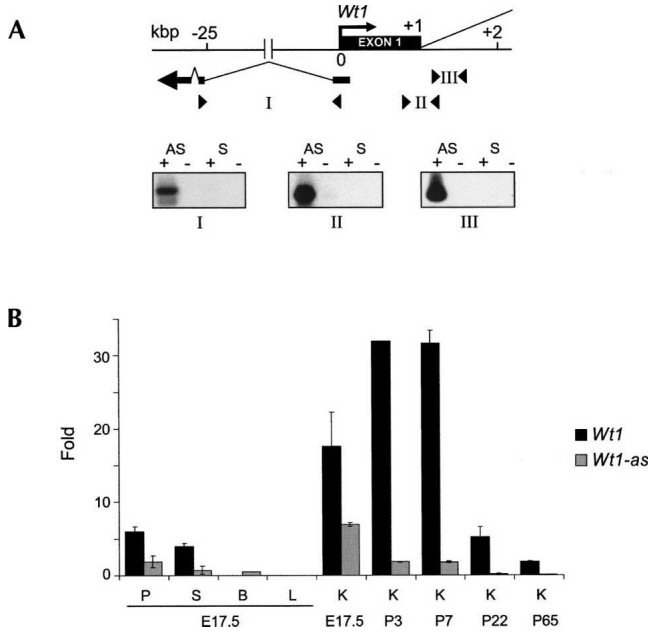 A
kbp -25 Wt1 +1 +2
EXON 1
0
I II III
AS S AS S AS S
+ - + - + - + - + - + -
I II III
B
Fold
30
20
10
0
Wt1
Wt1-as
P S B L K K K K K
E17.5 E17.5 P3 P7 P22 P65